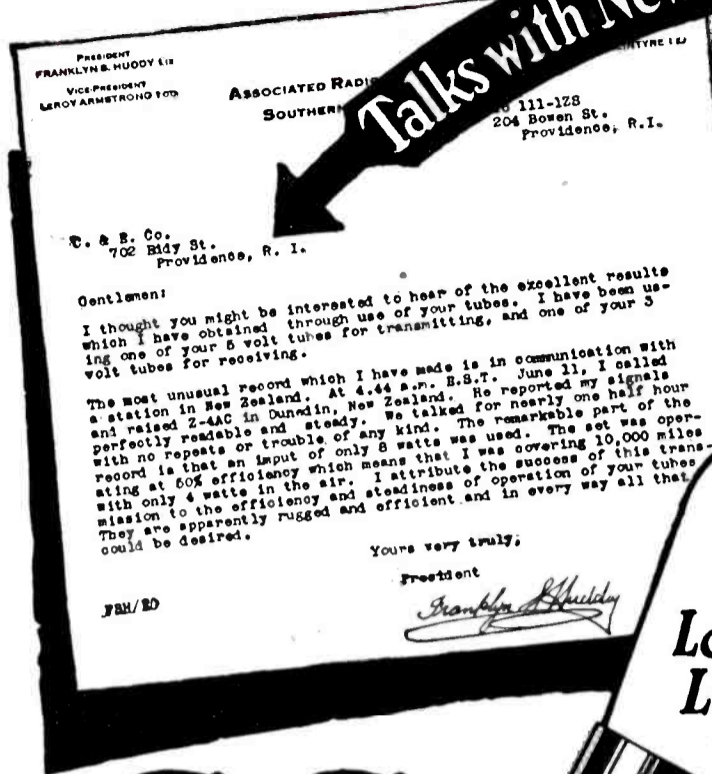 Talks with New
PRESIDENT
FRANKLYN S. HUDDY 1II
VICE-PRESIDENT
LEROY ARMSTRONG
ASSOCIATED RADIO
SOUTHERN
111-128
204 Bowen St.
Providence, R.I.
C. & E. Co.
702 Eddy St.
Providence, R. I.
Gentlemen:
I thought you might be interested to hear of the excellent results
which I have obtained through use of your tubes. I have been us-
ing one of your 5 volt tubes for transmitting, and one of your 3
volt tubes for receiving.
The most unusual record which I have made is in communication with
a station in New Zealand. At 4.44 a.m. E.S.T. June 11, I called
and raised Z-4AC in Dunedin, New Zealand. He reported my signals
perfectly readable and steady. We talked for nearly one half hour
with no repeats or trouble of any kind. The remarkable part of the
record is that an imput of only 8 watts was used. The set was oper-
ating at 50% efficiency which means that I was covering 10,000 miles
with only 4 watts in the air. I attribute the success of this trans-
mission to the efficiency and steadiness of operation of your tubes
They are apparently rugged and efficient and in every way all that
could be desired.
Yours very truly,
President
Franklyn S Huddy
FSH/EO
Lo
L